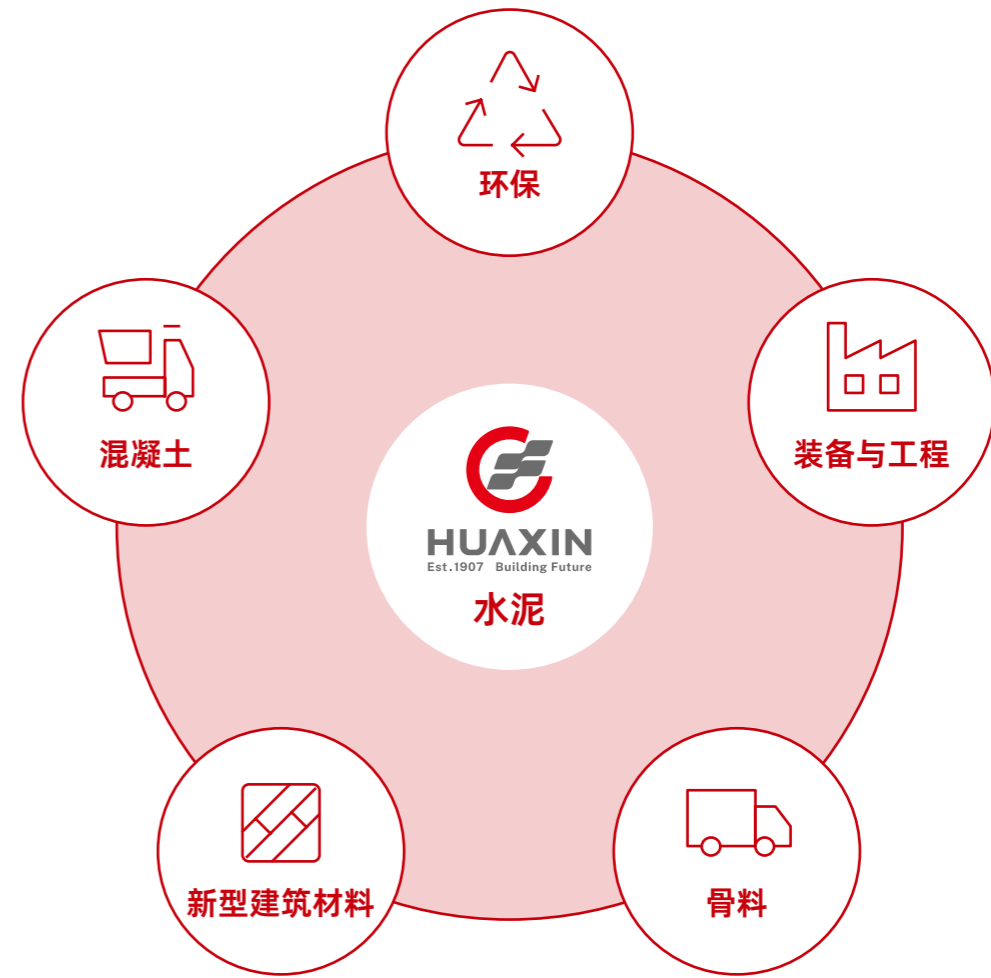 环保
混凝土
装备与工程
HUAXIN
Est.1907 Building Future
水泥
新型建筑材料
骨料